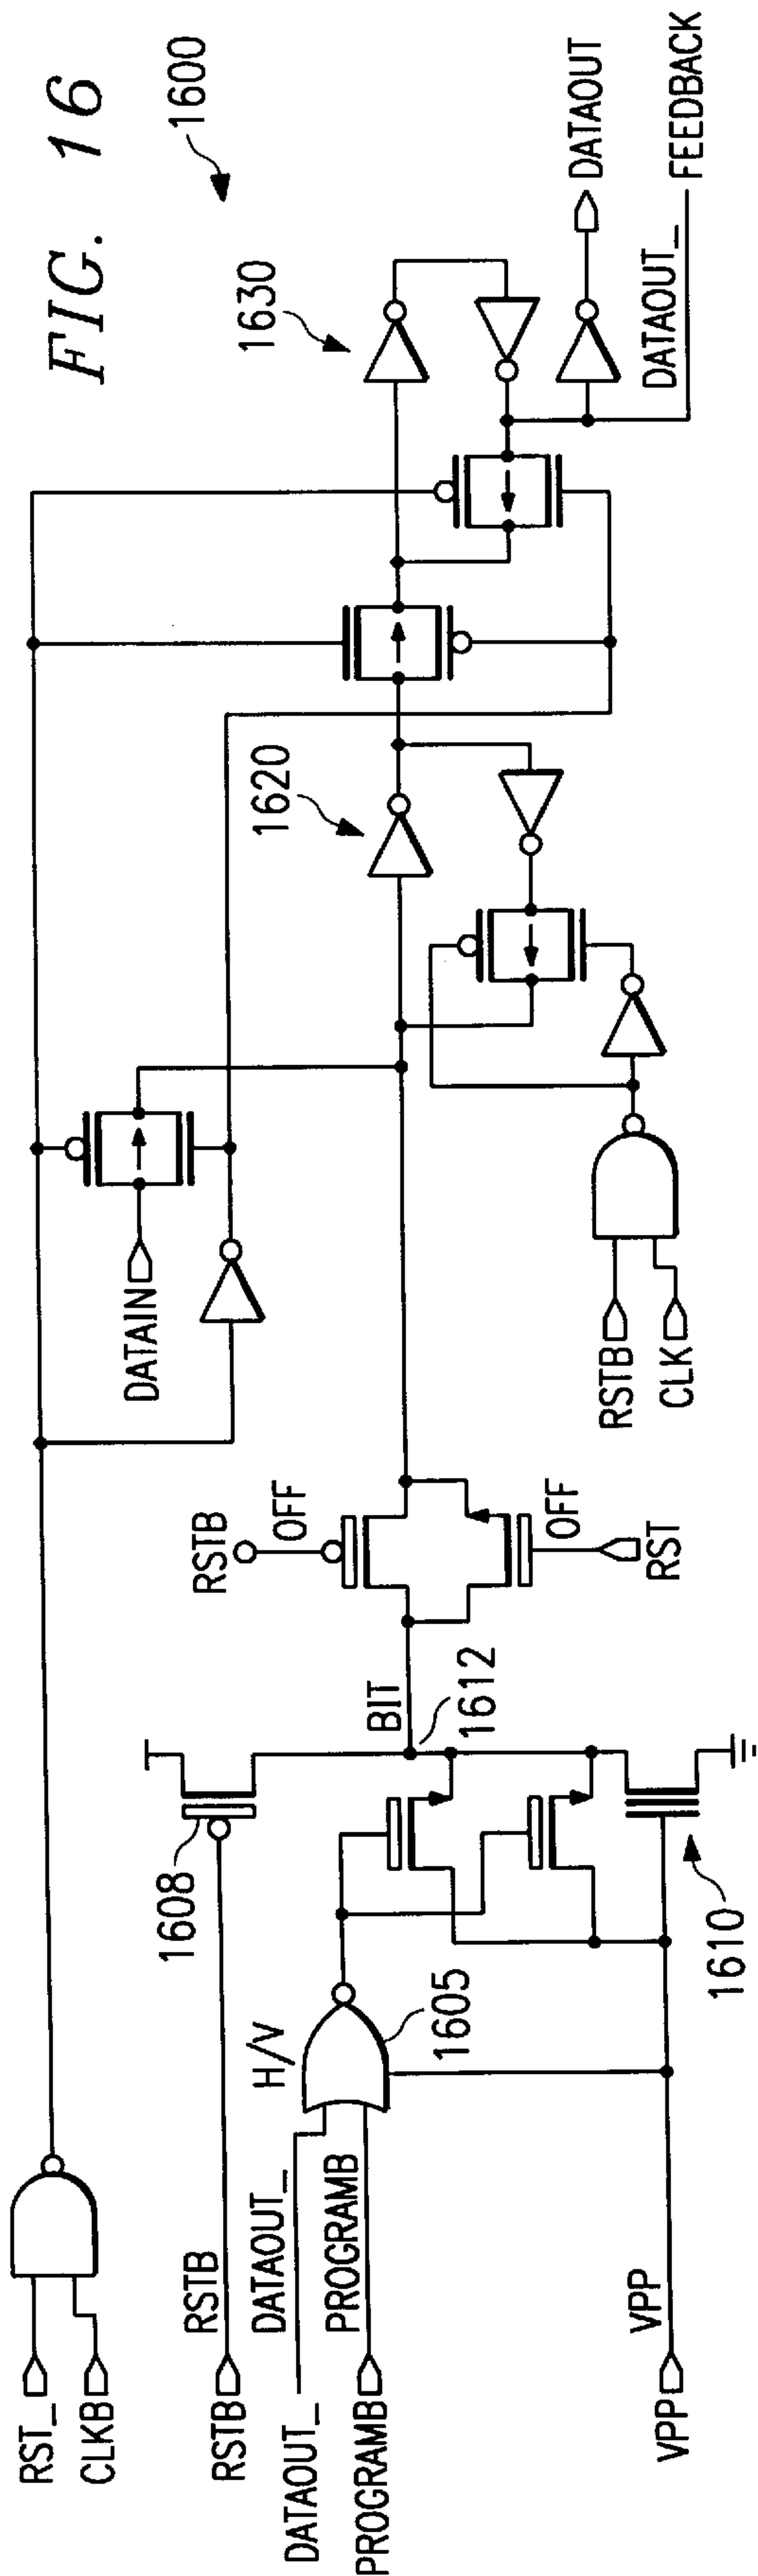 FIG. 16
1600
RST_
CLKB
RSTB
RSTB
DATAOUT_
DATAOUT_
PROGRAMB
PROGRAMB
VPP
VPP
H/V
1605
1608
1610
BIT
1612
RSTB
OFF
OFF
RST
DATAIN
RSTB
CLK
1620
1630
DATAOUT
DATAOUT_
FEEDBACK